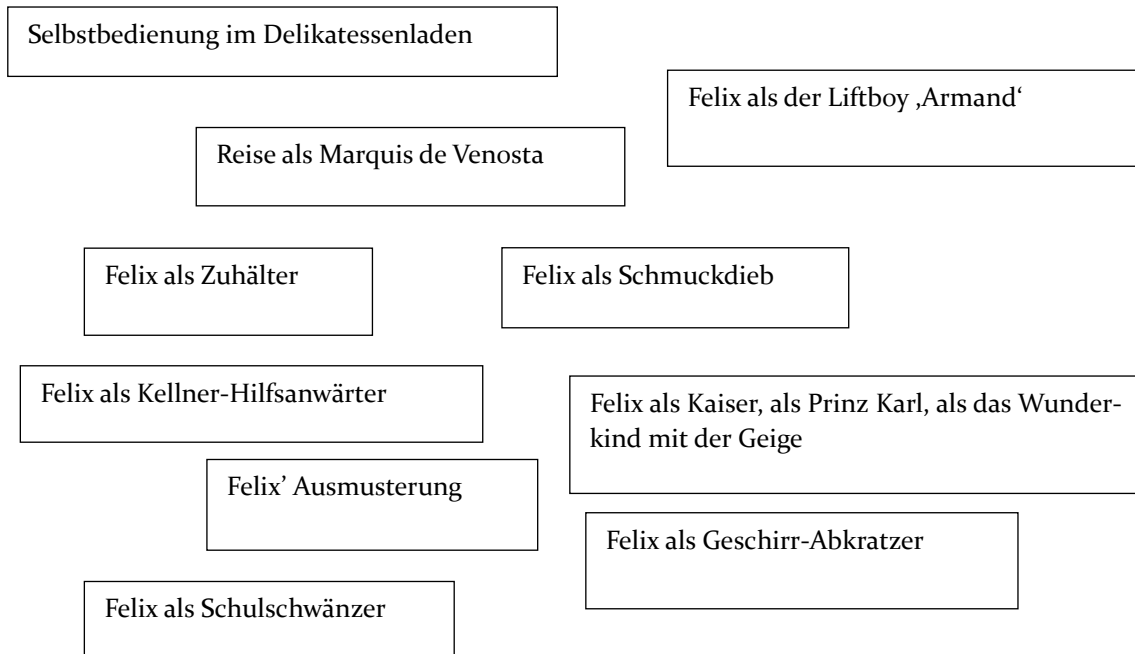 Selbstbedienung im Delikatessenladen
Felix als der Liftboy ‚Armand‘
Reise als Marquis de Venosta
Felix als Zuhälter
Felix als Schmuckdieb
Felix als Kellner-Hilfsanwärter
Felix als Kaiser, als Prinz Karl, als das Wunder-
kind mit der Geige
Felix’ Ausmusterung
Felix als Geschirr-Abkratzer
Felix als Schulschwänzer